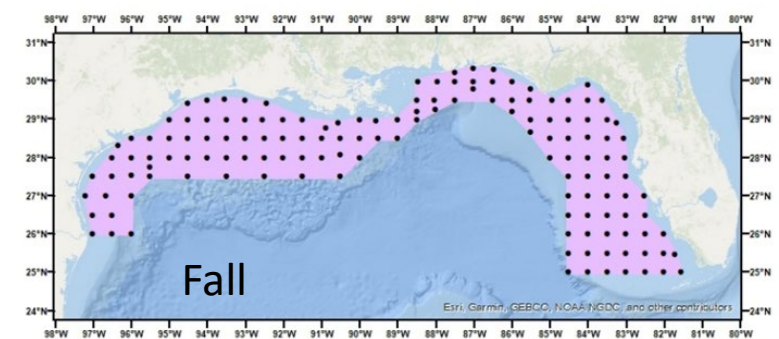 98°W 97°W 96°W 95°W 94°W 93°W 92°W 91°W 90°W 89°W 88°W 87°W 86°W 85°W 84°W 83°W 82°W 81°W 80°W
31°N 31°N
30°N 30°N
29°N 29°N
28°N 28°N
27°N 27°N
26°N 26°N
25°N 25°N
Fall
Esri, Garmin, GEBCO, NOAA NGDC, and other contributors
24°N 24°N
98°W 97°W 96°W 95°W 94°W 93°W 92°W 91°W 90°W 89°W 88°W 87°W 86°W 85°W 84°W 83°W 82°W 81°W 80°W